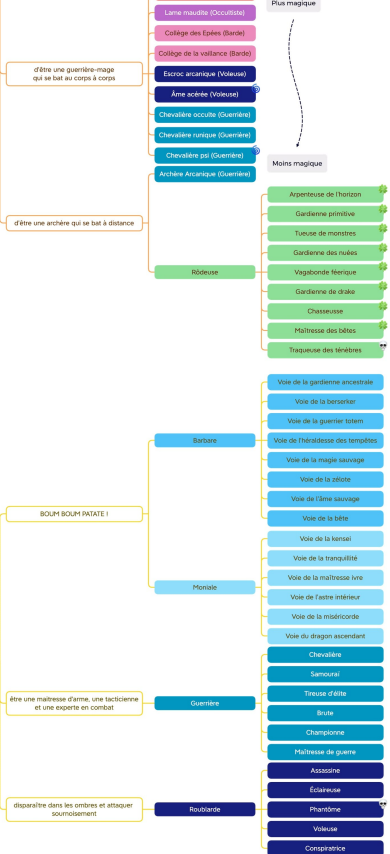 Plus magique
Lame maudite (Occultiste)
Collège des Epées (Barde)
Collège de la vaillance (Barde)
d'être une guerrière-mage
qui se bat au corps à corps
Escroc arcanique (Voleuse)
Âme acérée (Voleuse)
Chevalière occulte (Guerrière)
Chevalière runique (Guerrière)
Chevalière psi (Guerrière)
Moins magique
Archère Arcanique (Guerrière)
d'être une archère qui se bat à distance
Rôdeuse
Arpenteuse de l'horizon
Gardienne primitive
Tueuse de monstres
Gardienne des nuées
Vagabonde féerique
Gardienne de drake
Chasseusse
Maîtresse des bêtes
Traqueuse des ténèbres
BOUM BOUM PATATE !
Barbare
Voie de la gardienne ancestrale
Voie de la berserker
Voie de la guerrier totem
Voie de l'héraldesse des tempêtes
Voie de la magie sauvage
Voie de la zélote
Voie de l'âme sauvage
Voie de la bête
Moniale
Voie de la kensei
Voie de la tranquillité
Voie de la maîtresse ivre
Voie de l'astre intérieur
Voie de la miséricorde
Voie du dragon ascendant
être une maitresse d'arme, une tacticienne
et une experte en combat
Guerrière
Chevalière
Samouraï
Tireuse d'élite
Brute
Championne
Maîtresse de guerre
disparaître dans les ombres et attaquer
sournoisement
Roublarde
Assassine
Éclaireuse
Phantôme
Voleuse
Conspiratrice